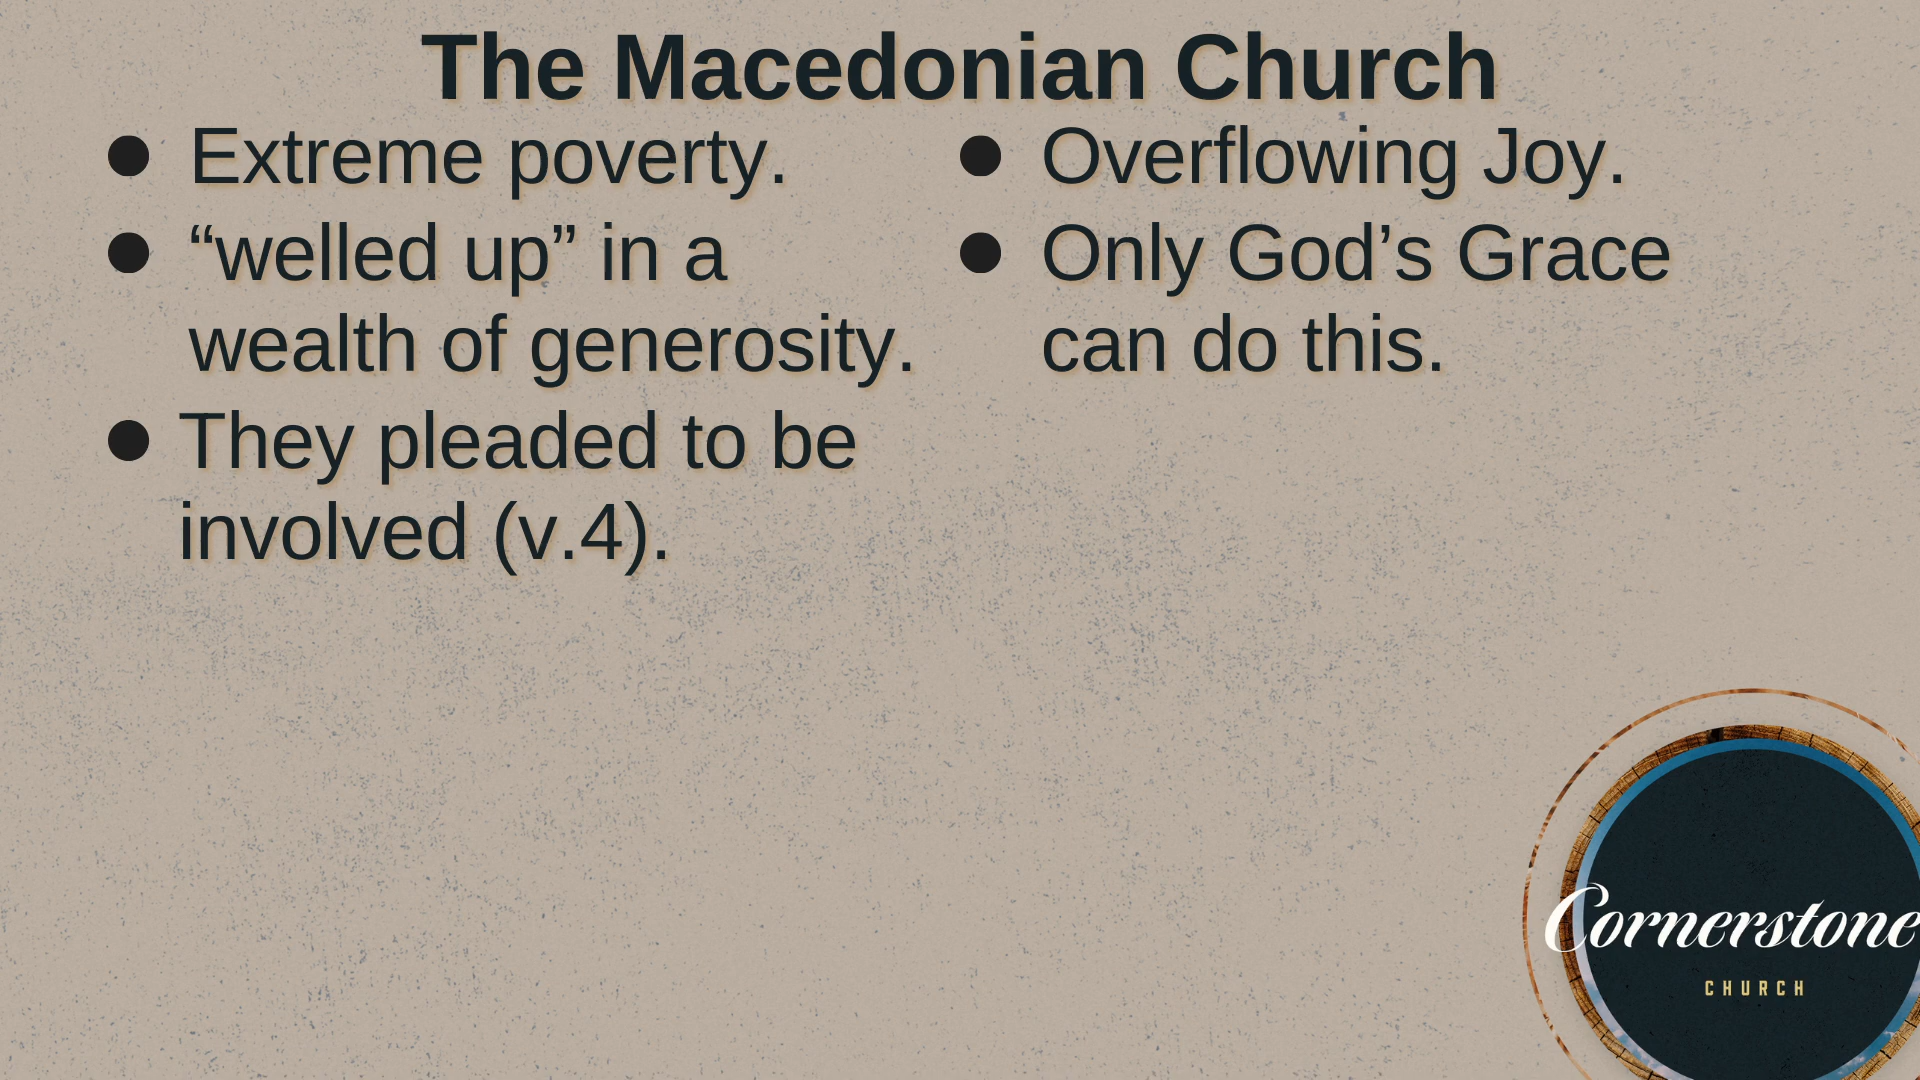 The Macedonian Church
● Extreme poverty.
● “welled up” in a
wealth of generosity.
● They pleaded to be
involved (v.4).
● Overflowing Joy.
● Only God’s Grace
can do this.
Cornerstone
CHURCH